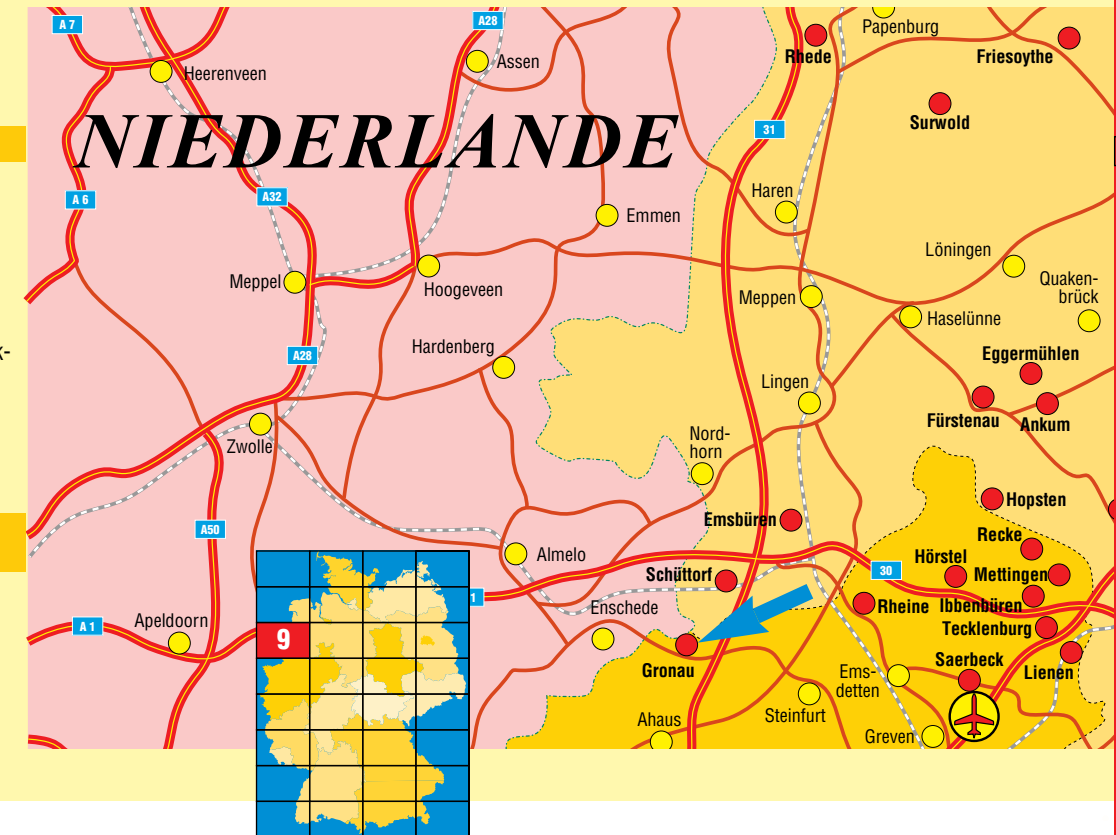 A 7
A28
Papenburg
Rhede
Friesoythe
Assen
Heerenveen
Surwold
NIEDERLANDE
31
A 6
A32
Haren
Emmen
Löningen
Meppel
Hoogeveen
Quaken-
brück
Meppen
Haselünne
k-
A28
Hardenberg
Eggermühlen
Lingen
Fürstenau
Ankum
Zwolle
Nord-
horn
Hopsten
A50
Emsbüren
Recke
Almelo
Hörstel
30
Schüttorf
Mettingen
1
Rheine
Ibbenbüren
Enschede
Apeldoorn
A 1
Tecklenburg
9
Gronau
Saerbeck
Ems-
detten
Lienen
Ahaus
Steinfurt
Greven